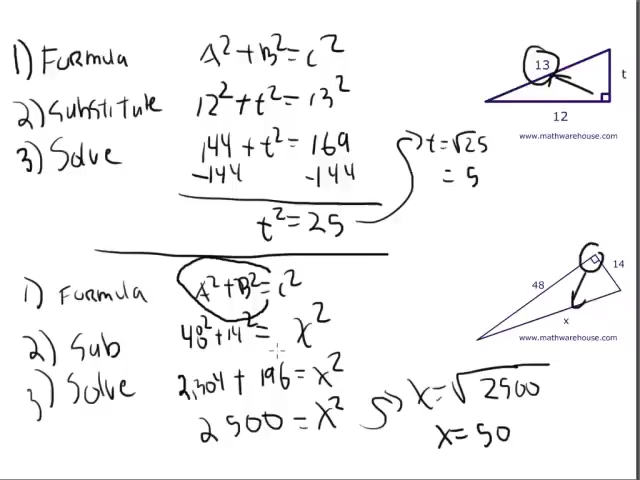 1) Formula A² + B² = C²
2) Substitute 12² + t² = 13²
3) Solve 144 + t² = 169
-144 -144
t² = 25
t = √25
= 5
13
t
12
www.mathwarehouse.com
1) Formula A² + B² = C²
2) Sub 48² + 14² = x²
3) Solve 2,304 + 196 = x²
2500 = x²
x = √2500
x = 50
48
14
x
www.mathwarehouse.com